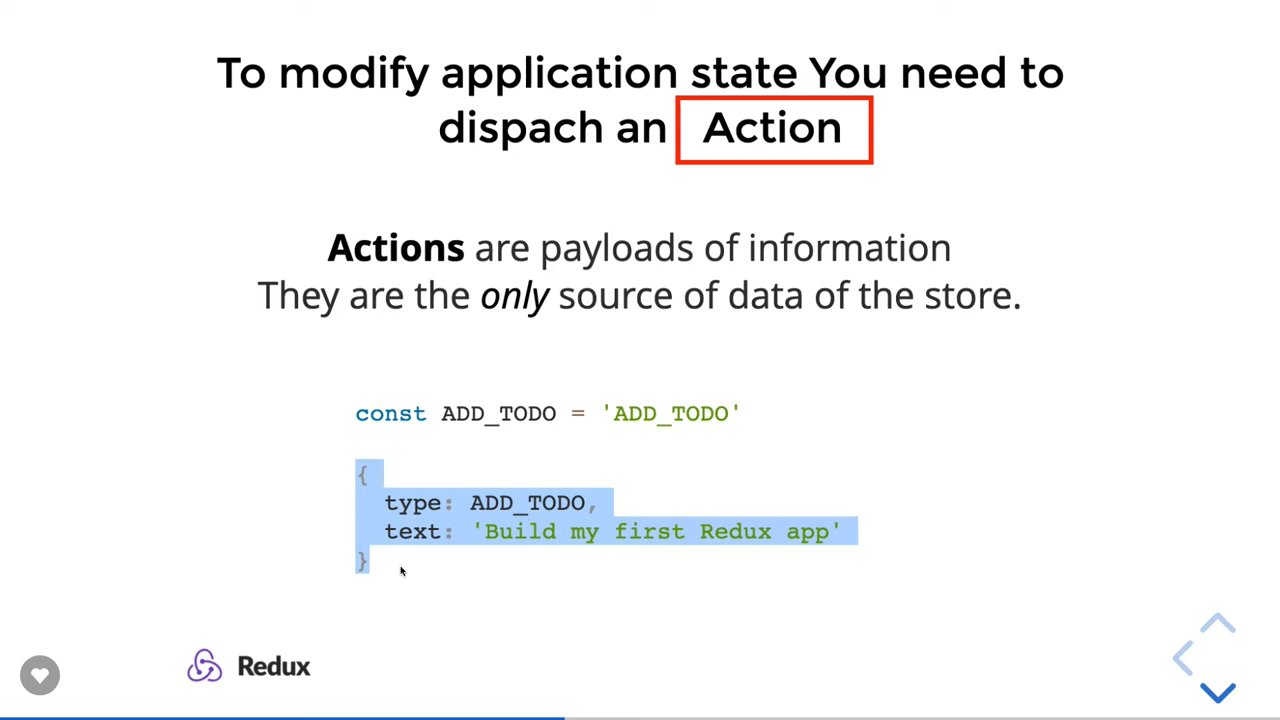 To modify application state You need to
dispach an Action
Actions are payloads of information
They are the only source of data of the store.
const ADD_TODO = 'ADD_TODO'
{
type: ADD_TODO,
text: 'Build my first Redux app'
}
Redux